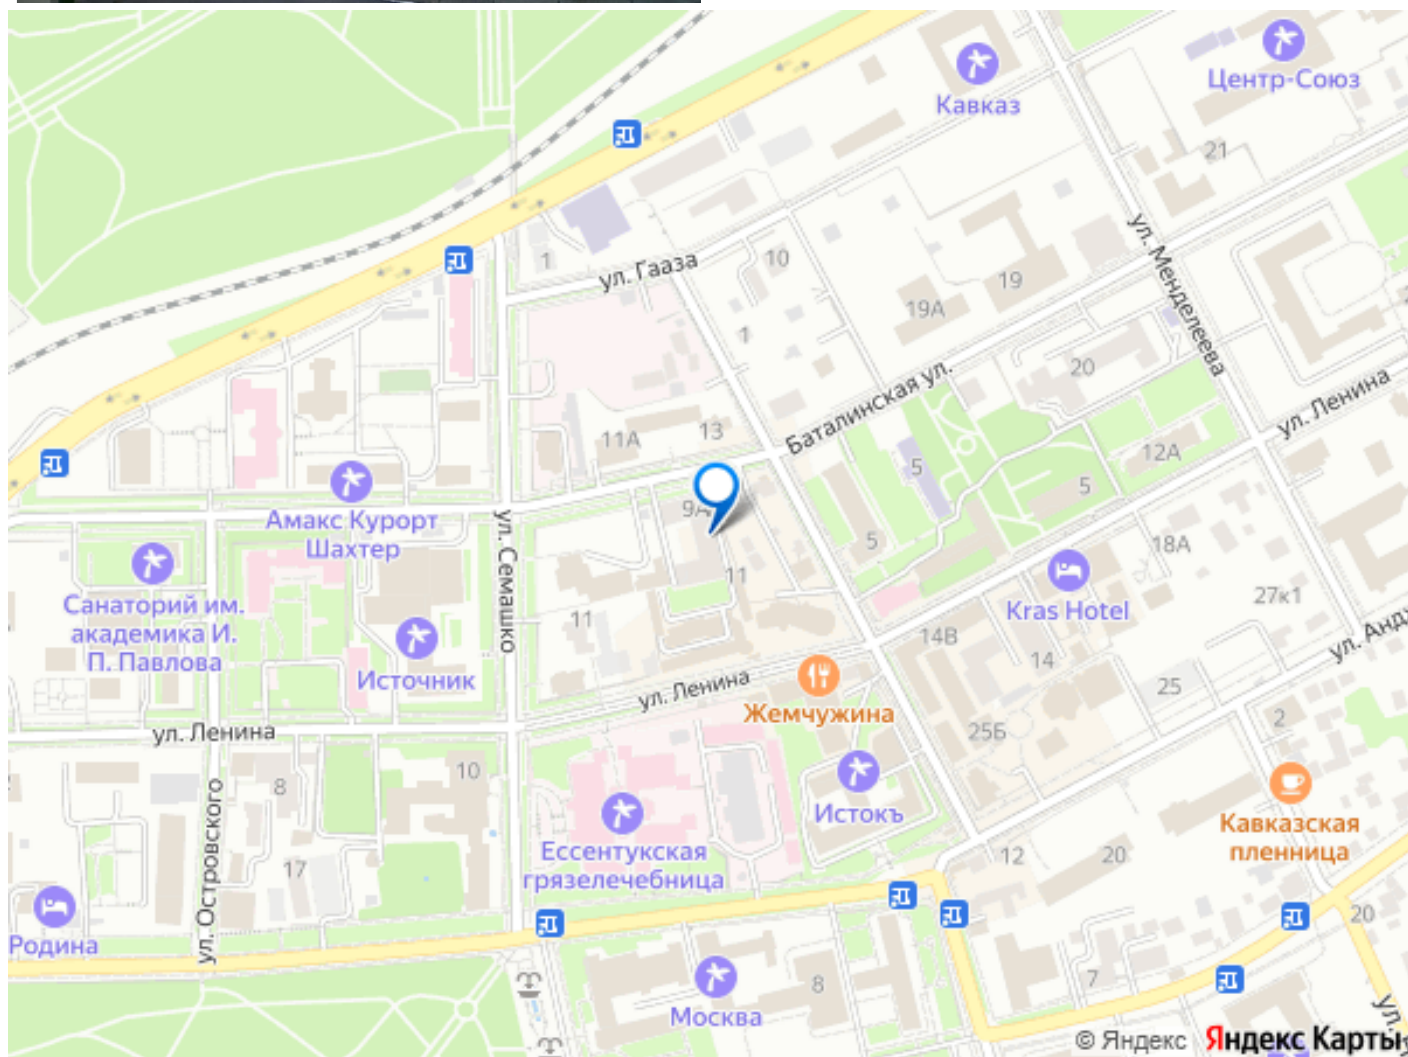 Кавказ
Центр-Союз
21
ул. Гааза
1
10
1
19
19А
ул. Менделеева
20
Баталинская ул.
ул. Ленина
11А
13
12А
5
5
5
9А
11
Амакс Курорт
Шахтер
ул. Семашко
Санаторий им.
академика И.
П. Павлова
11
Источник
18А
Kras Hotel
27к1
14В
14
ул. Ленина
Жемчужина
25
2
25Б
ул. Ленина
8
10
17
ул. Островского
Истокъ
Ессентукская
грязелечебница
12
20
Кавказская
пленница
20
Родина
Москва
8
7
© Яндекс Яндекс Карты